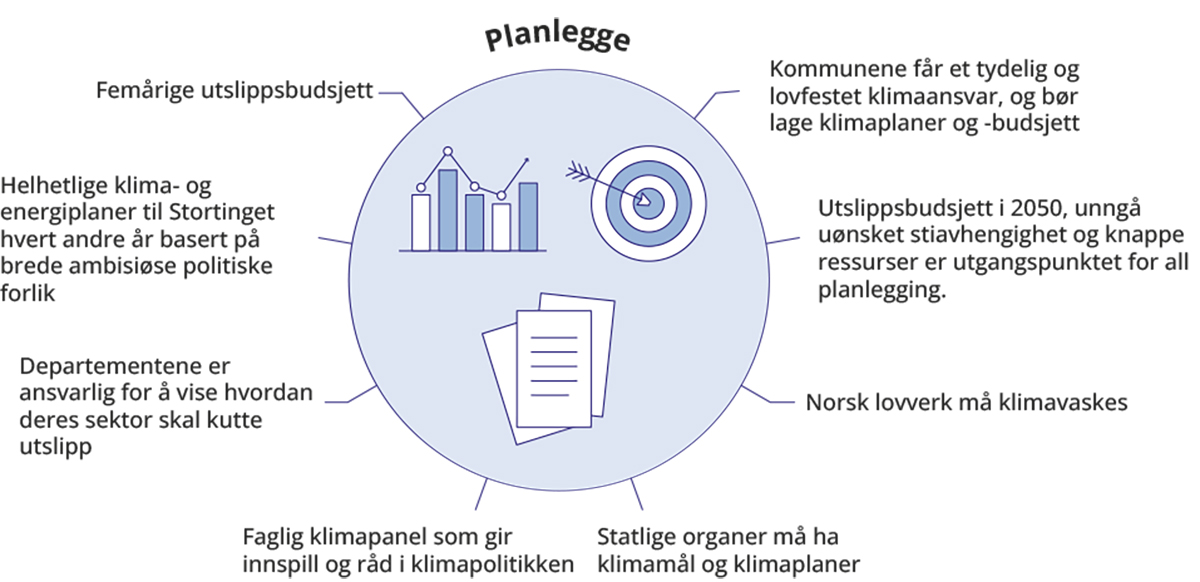 Planlegge
Femårige utslippsbudsjett
Kommunene får et tydelig og
lovfestet klimaansvar, og bør
lage klimaplaner og -budsjett
Helhetlige klima- og
energiplaner til Stortinget
hvert andre år basert på
brede ambisiøse politiske
forlik
Utslippsbudsjett i 2050, unngå
uønsket stiavhengighet og knappe
ressurser er utgangspunktet for all
planlegging.
Departementene er
ansvarlig for å vise hvordan
deres sektor skal kutte
utslipp
Norsk lovverk må klimavaskes
Faglig klimapanel som gir
innspill og råd i klimapolitikken
Statlige organer må ha
klimamål og klimaplaner